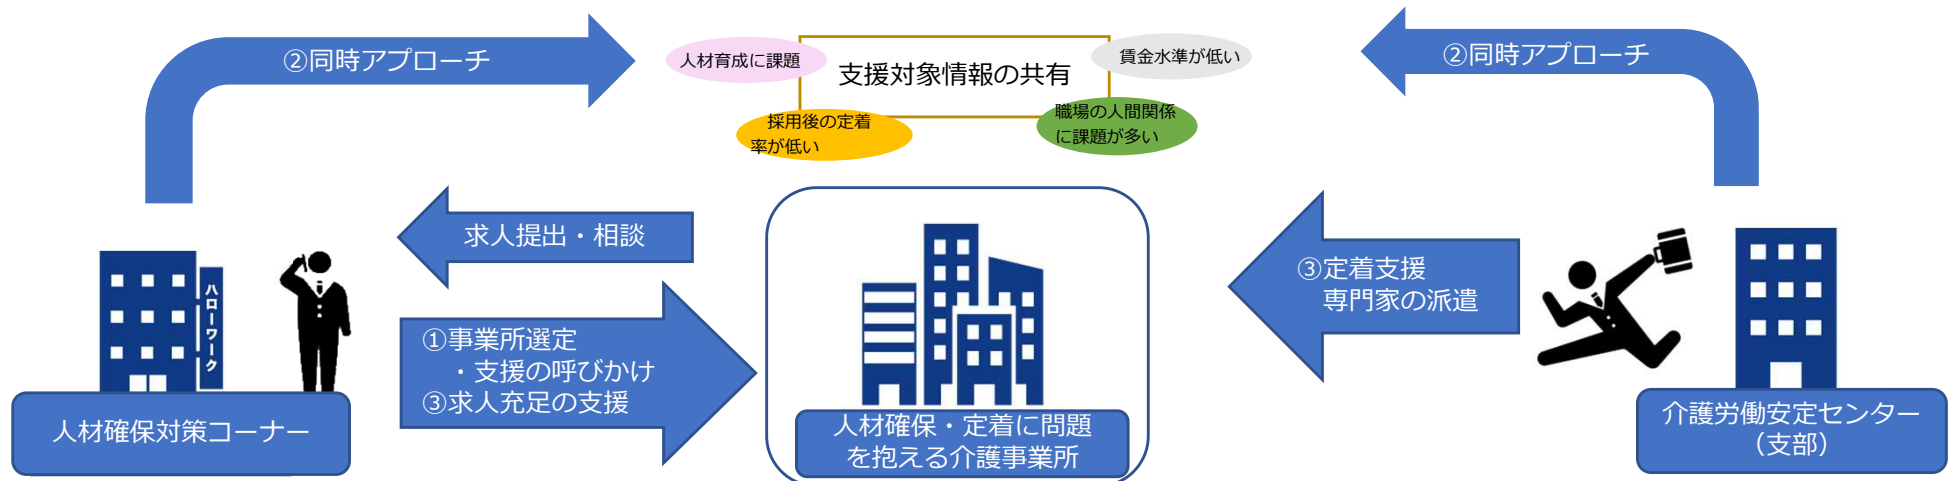 ②同時アプローチ
人材育成に課題
支援対象情報の共有
賃金水準が低い
採用後の定着
率が低い
職場の人間関係
に課題が多い
②同時アプローチ
求人提出・相談
①事業所選定
・支援の呼びかけ
③求人充足の支援
③定着支援
専門家の派遣
ハローワーク
人材確保対策コーナー
人材確保・定着に問題
を抱える介護事業所
介護労働安定センター
（支部）